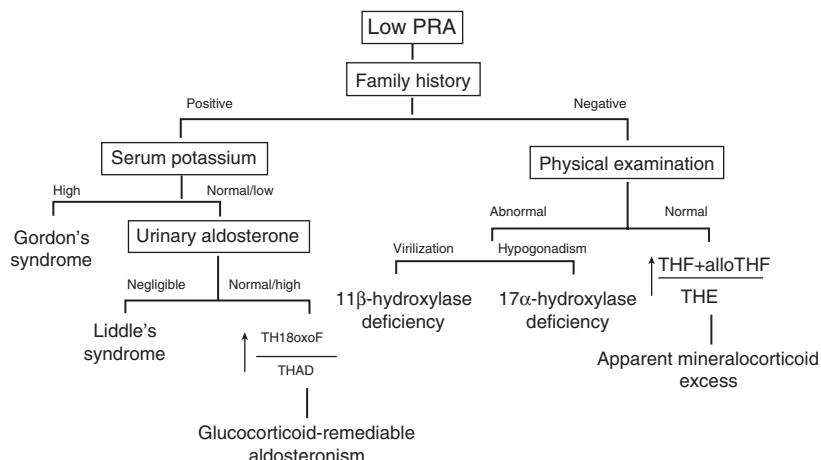 Low PRA
Family history
Positive
Negative
Serum potassium
Physical examination
High
Normal/low
Abnormal
Normal
Gordon's
syndrome
Urinary aldosterone
Virilization
Hypogonadism
THF+alloTHF
THE
Negligible
Normal/high
11β-hydroxylase
deficiency
17α-hydroxylase
deficiency
Liddle's
syndrome
TH18oxoF
THAD
Apparent mineralocorticoid
excess
Glucocorticoid-remediable
aldosteronism